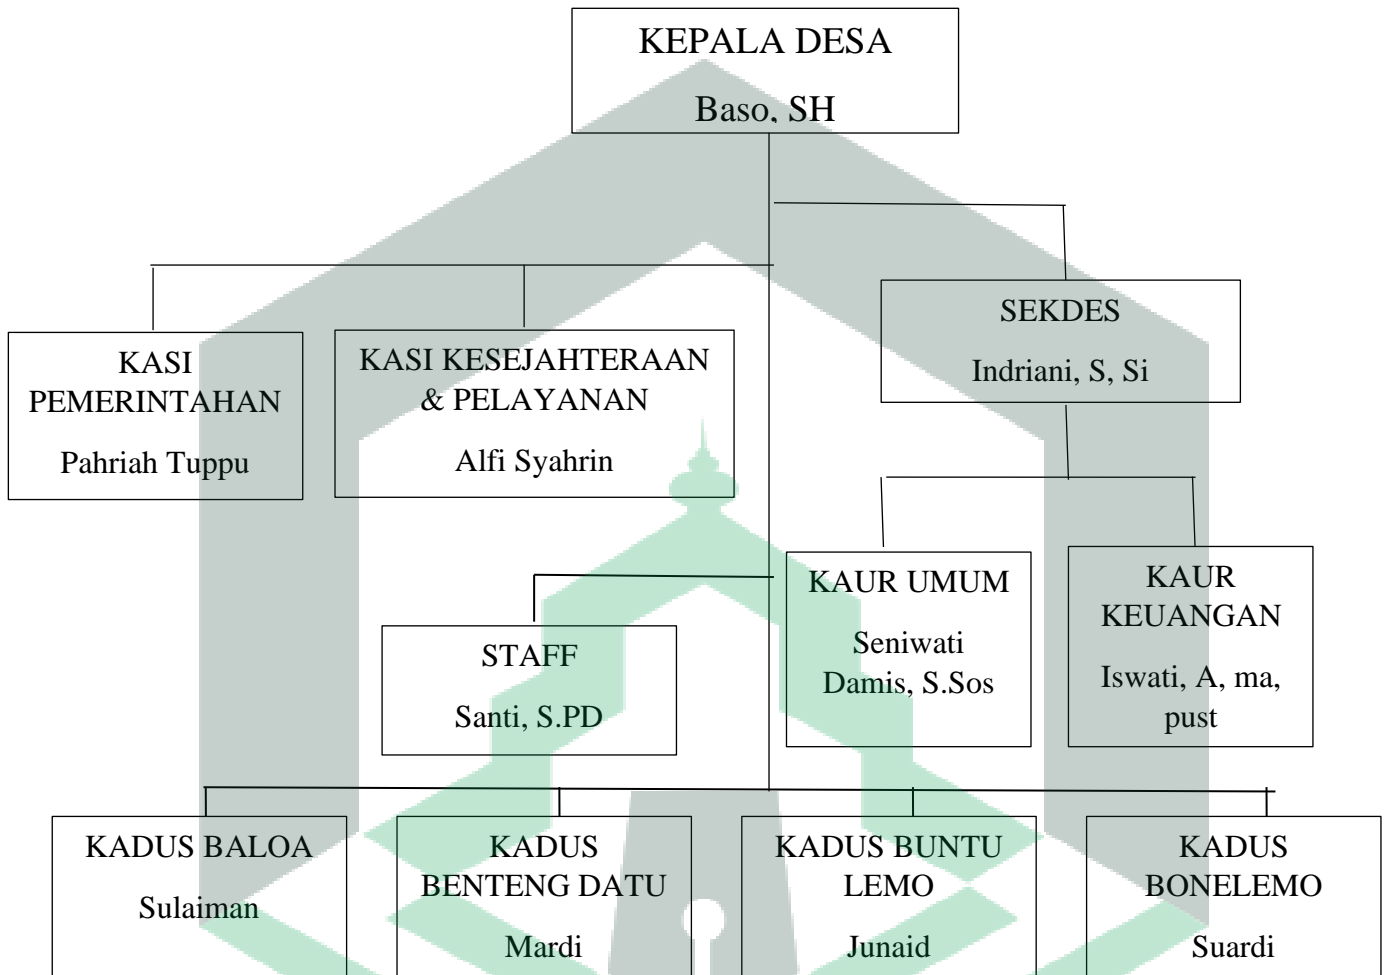 KEPALA DESA
Baso, SH
SEKDES
Indriani, S, Si
KASI
PEMERINTAHAN
Pahriah Tuppu
KASI KESEJAHTERAAN
& PELAYANAN
Alfi Syahrin
KAUR UMUM
Seniwati
Damis, S.Sos
KAUR
KEUANGAN
Iswati, A, ma,
pust
STAFF
Santi, S.PD
KADUS BALOA
Sulaiman
KADUS
BENTENG DATU
Mardi
KADUS BUNTU
LEMO
Junaid
KADUS
BONELEMO
Suardi